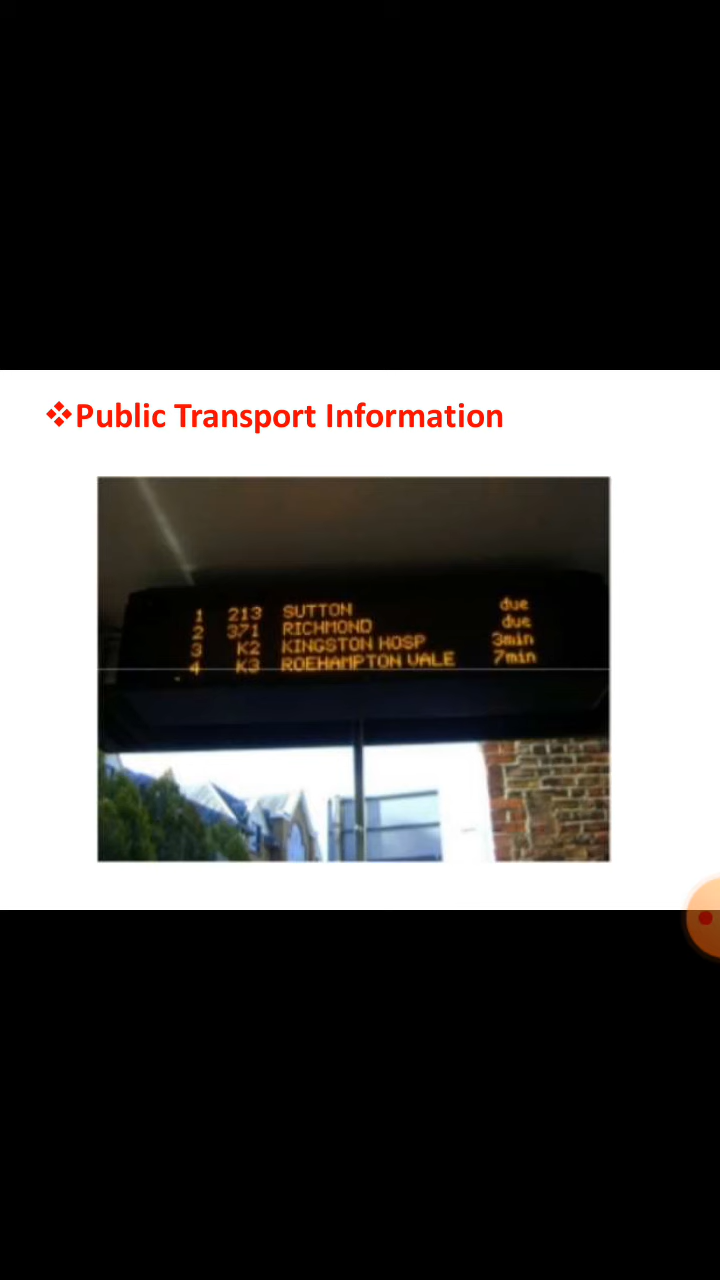 ❖Public Transport Information
1 213 SUTTON due
2 371 RICHMOND due
3 K2 KINGSTON HOSP 3min
4 K3 ROEHAMPTON VALE 7min